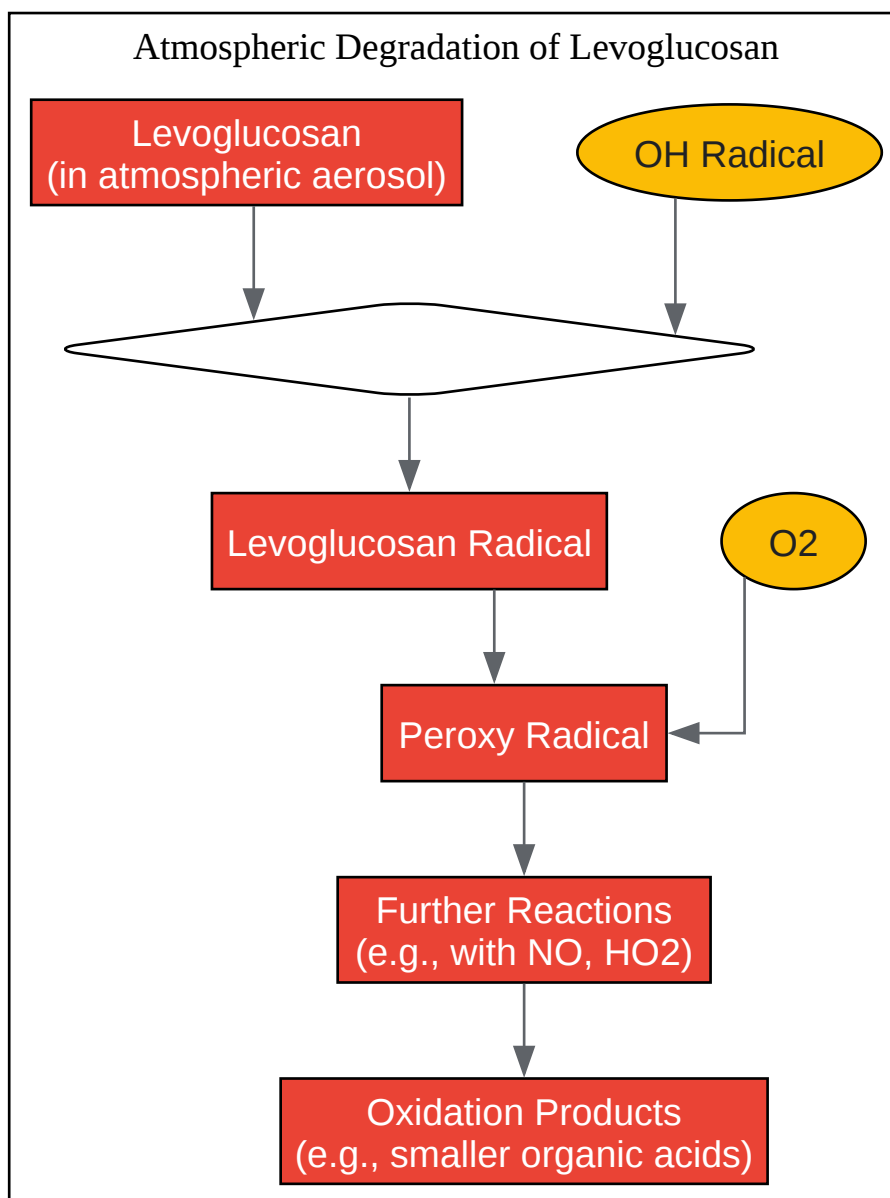 Atmospheric Degradation of Levoglucosan
Levoglucosan
(in atmospheric aerosol)
OH Radical
Levoglucosan Radical
O2
Peroxy Radical
Further Reactions
(e.g., with NO, HO2)
Oxidation Products
(e.g., smaller organic acids)